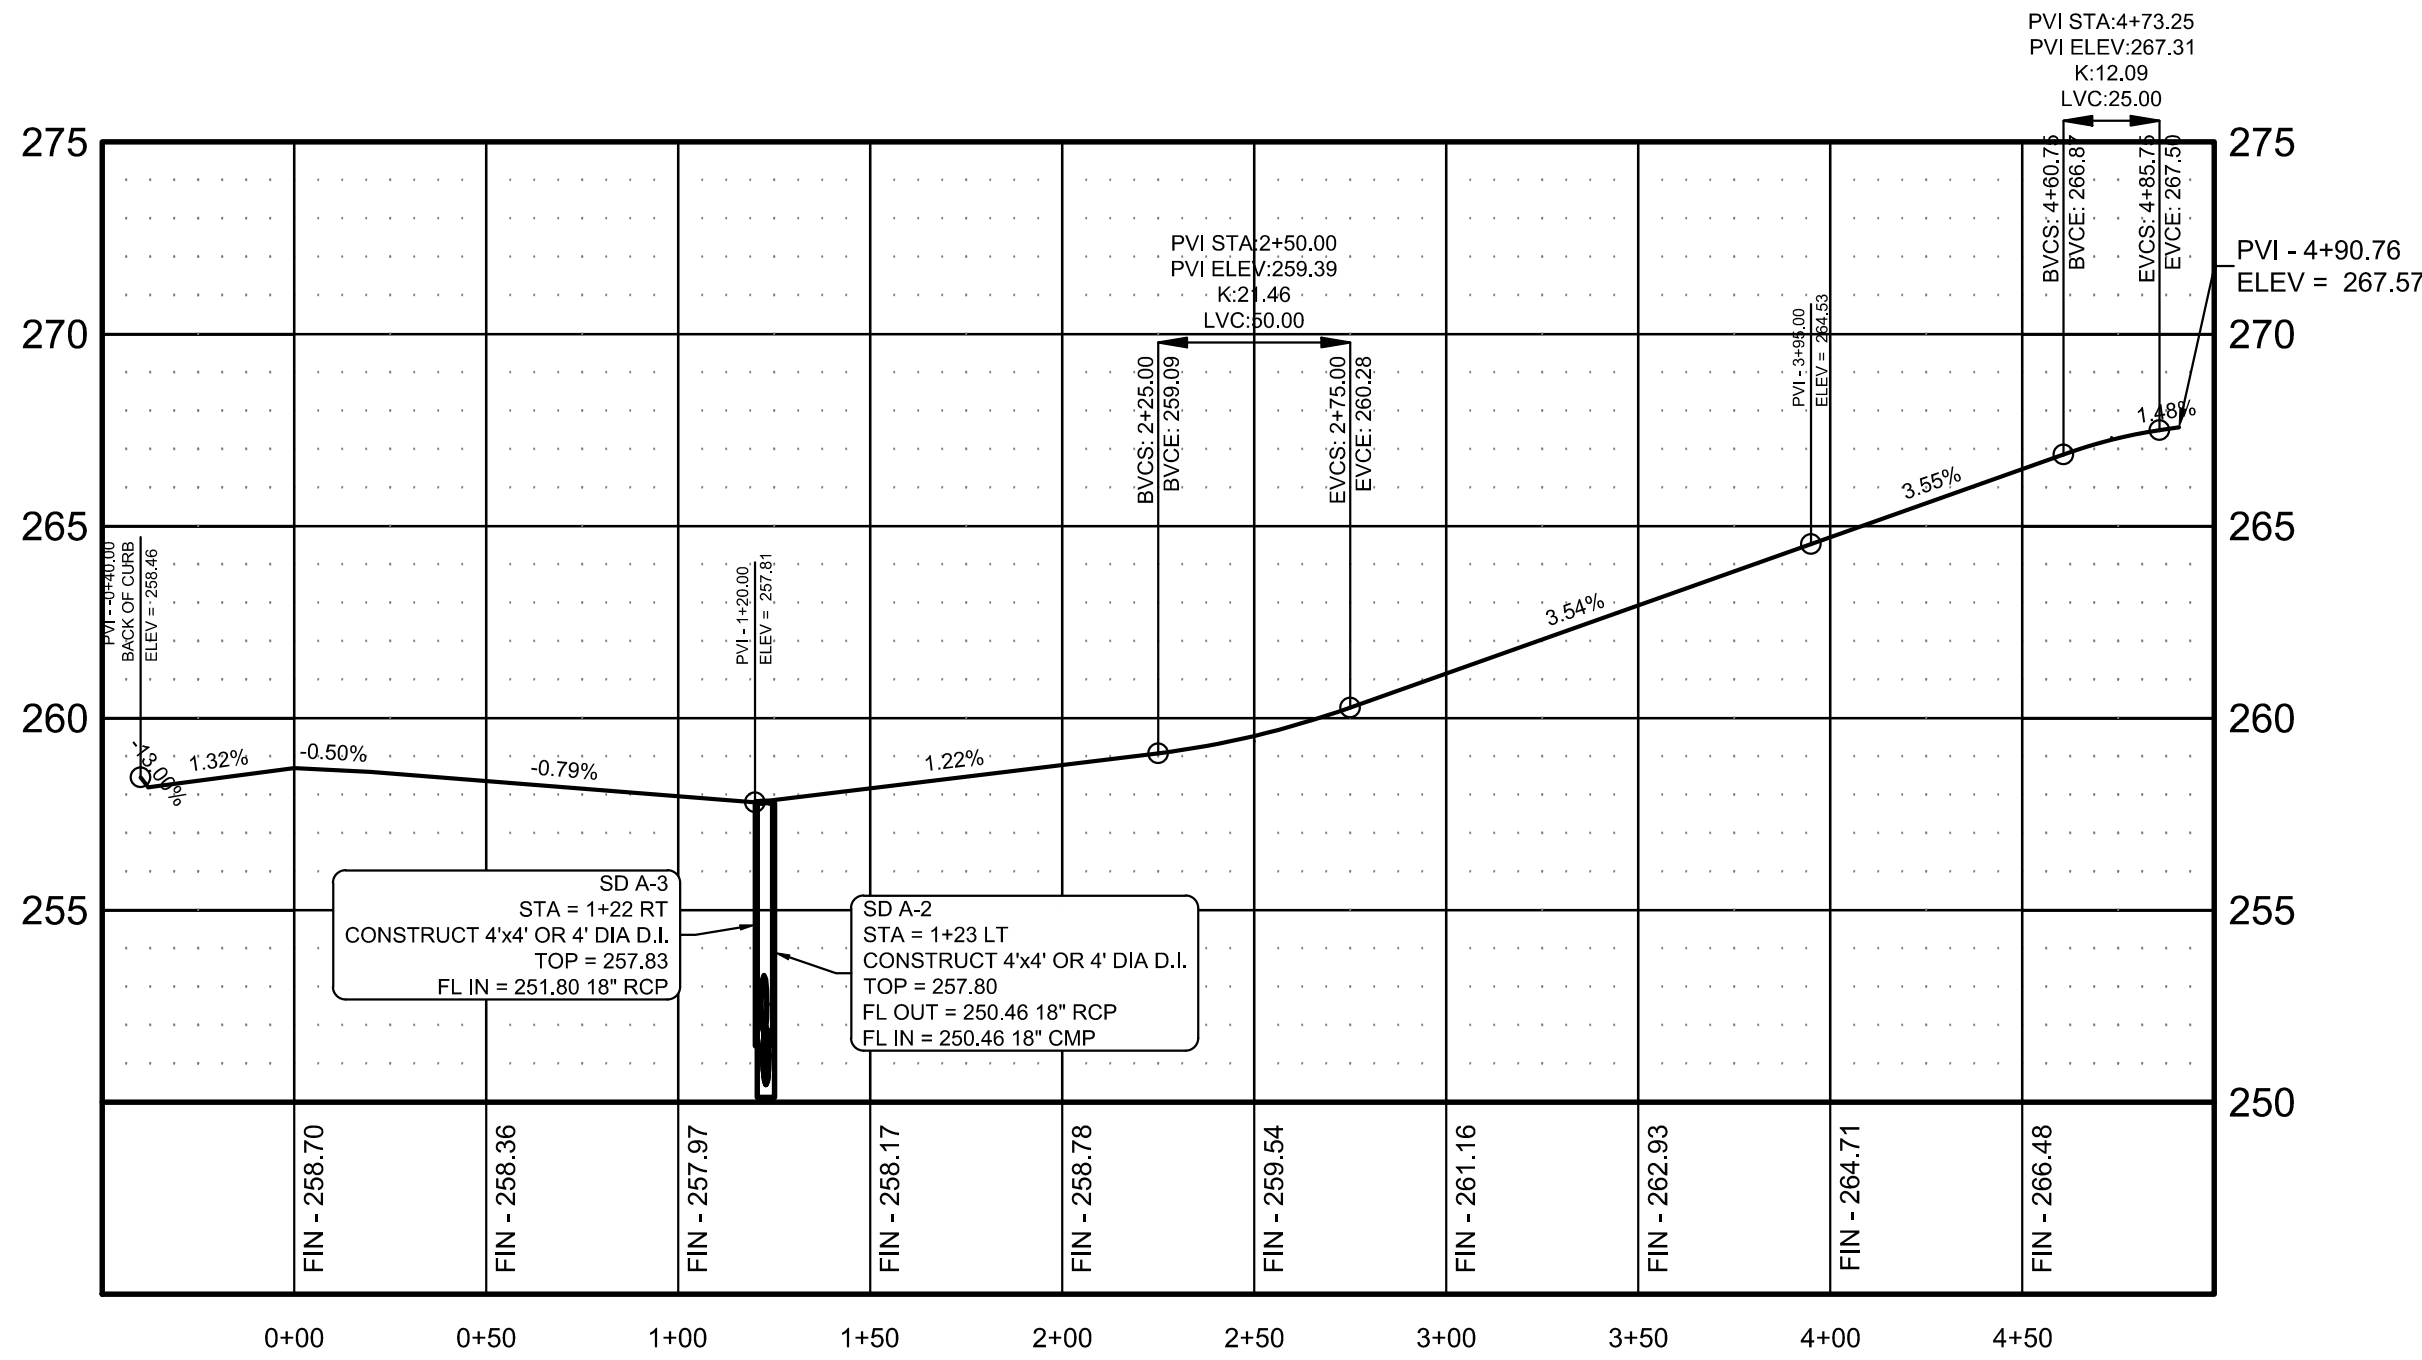 PVI STA:4+73.25
PVI ELEV:267.31
K:12.09
LVC:25.00
275
275
BVCS: 4+60.75
BVCE: 266.87
EVCS: 4+85.75
EVCE: 267.50
PVI STA:2+50.00
PVI ELEV:259.39
K:21.46
LVC:50.00
PVI - 4+90.76
ELEV = 267.57
270
270
PVI - 3+95.00
ELEV = 264.53
BVCS: 2+25.00
BVCE: 259.09
EVCS: 2+75.00
EVCE: 260.28
1.48%
3.55%
265
265
PVI - -0+40.00
BACK OF CURB
ELEV = 258.46
PVI - 1+20.00
ELEV = 257.81
3.54%
260
260
-13.00%
1.32%
-0.50%
-0.79%
1.22%
255
255
SD A-3
STA = 1+22 RT
CONSTRUCT 4'x4' OR 4' DIA D.I.
TOP = 257.83
FL IN = 251.80 18" RCP
SD A-2
STA = 1+23 LT
CONSTRUCT 4'x4' OR 4' DIA D.I.
TOP = 257.80
FL OUT = 250.46 18" RCP
FL IN = 250.46 18" CMP
250
FIN - 258.70
FIN - 258.36
FIN - 257.97
FIN - 258.17
FIN - 258.78
FIN - 259.54
FIN - 261.16
FIN - 262.93
FIN - 264.71
FIN - 266.48
0+00
0+50
1+00
1+50
2+00
2+50
3+00
3+50
4+00
4+50